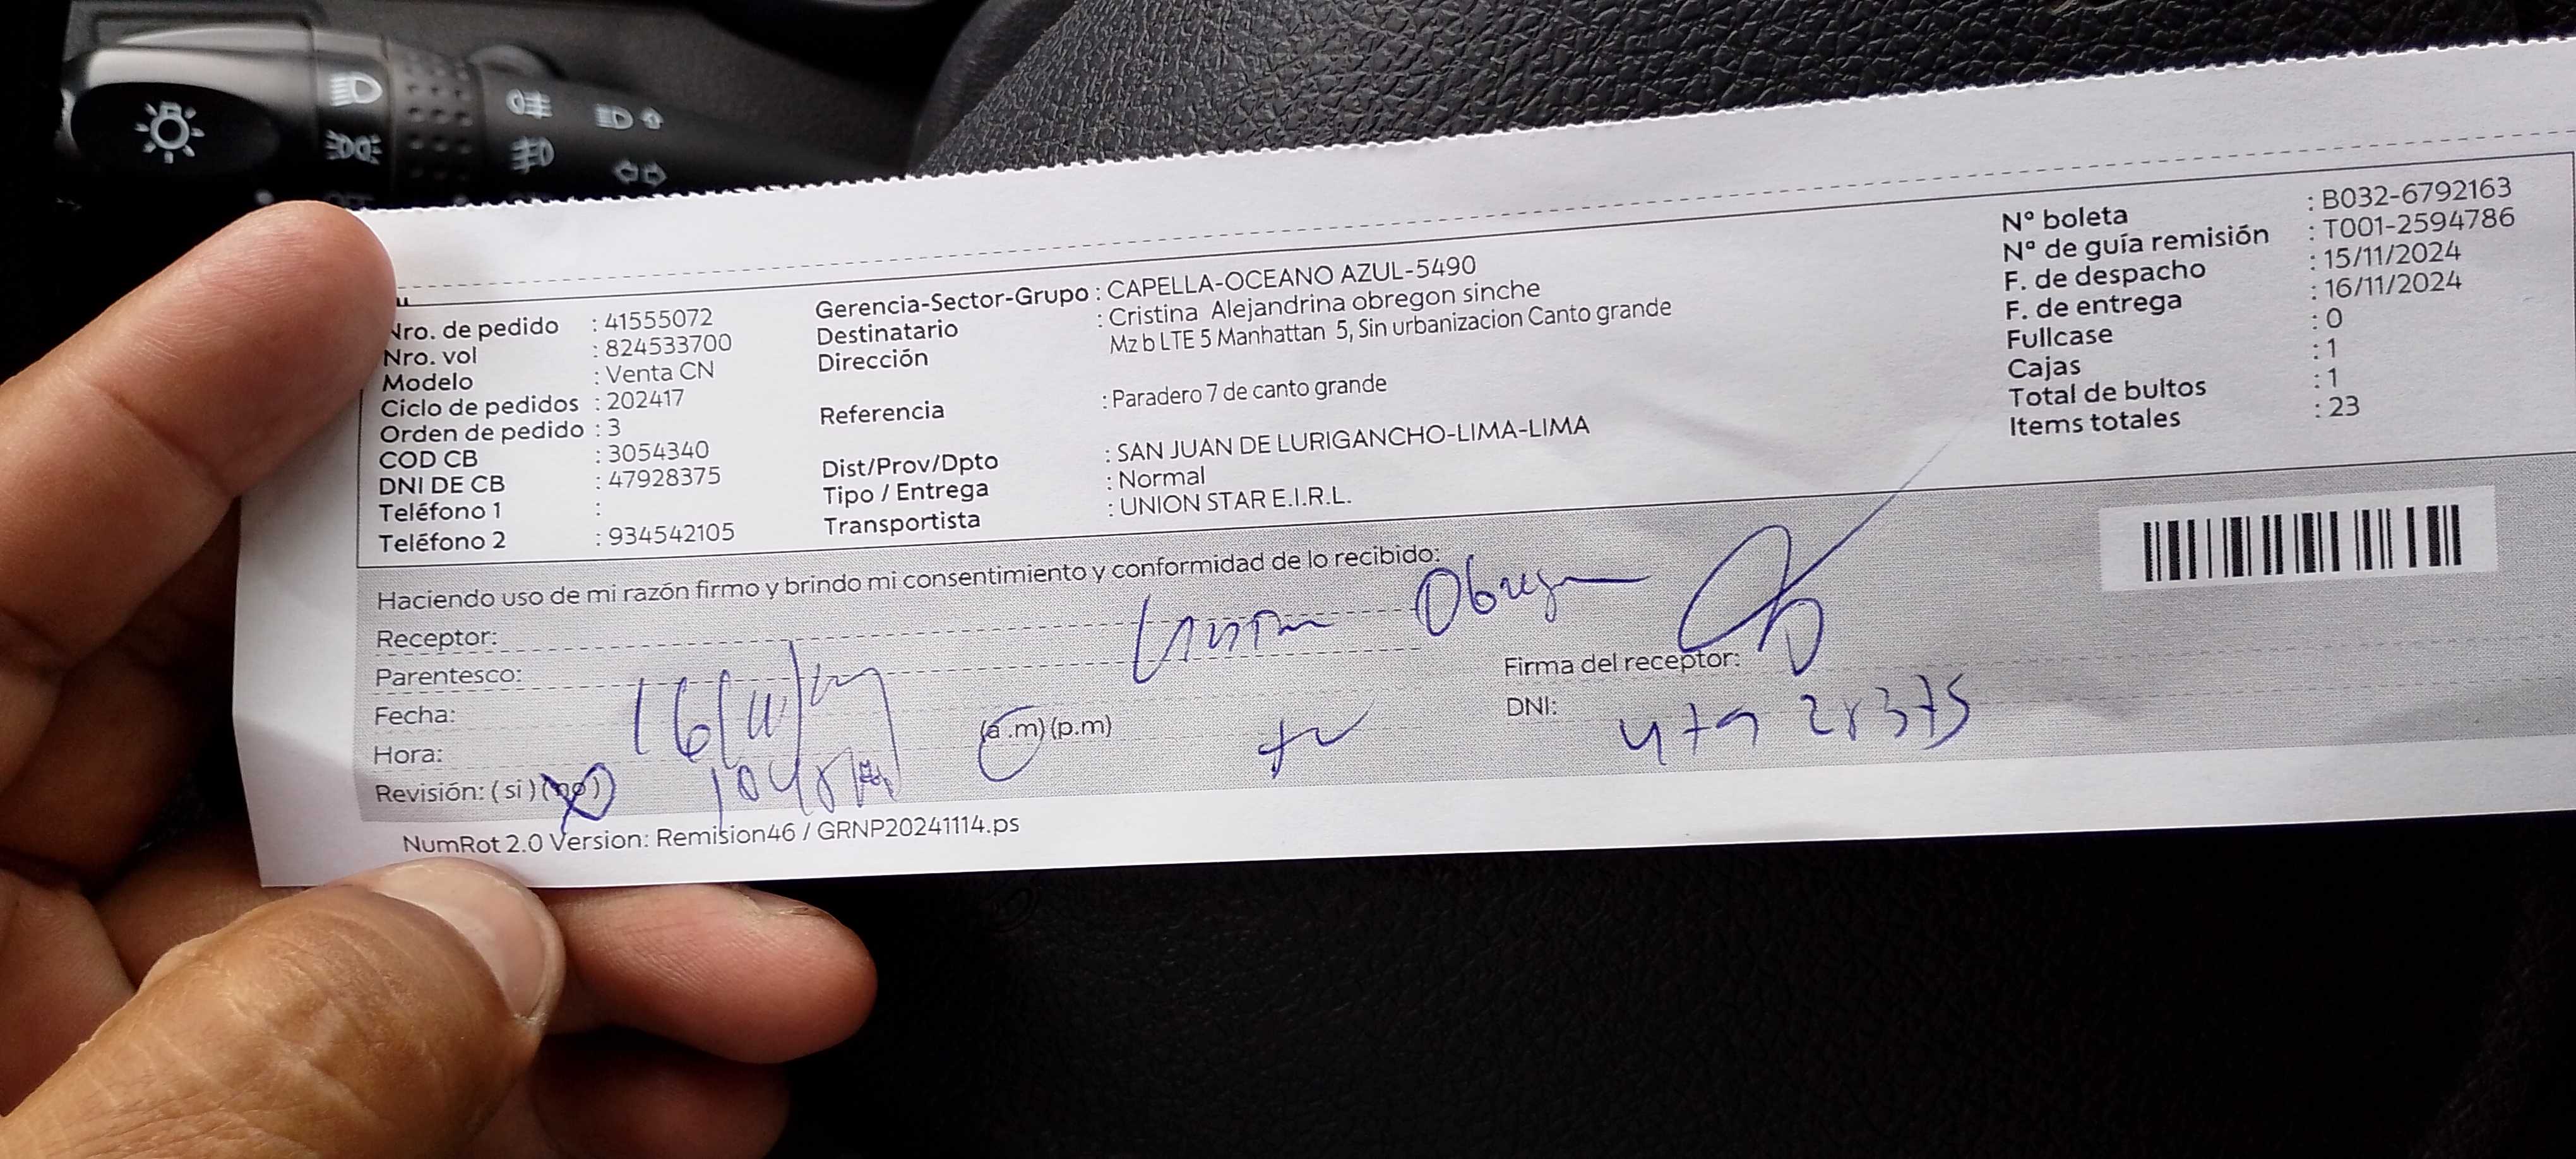 Nro. de pedido : 41555072
Nro. vol : 824533700
Modelo : Venta CN
Ciclo de pedidos : 202417
Orden de pedido : 3
COD CB : 3054340
DNI DE CB : 47928375
Teléfono 1 :
Teléfono 2 : 934542105
Gerencia-Sector-Grupo : CAPELLA-OCEANO AZUL-5490
Destinatario : Cristina Alejandrina obregon sinche
Dirección Mz b LTE 5 Manhattan 5, Sin urbanizacion Canto grande
Referencia : Paradero 7 de canto grande
Dist/Prov/Dpto : SAN JUAN DE LURIGANCHO-LIMA-LIMA
Tipo / Entrega : Normal
Transportista : UNION STAR E.I.R.L.
N° boleta : B032-6792163
N° de guía remisión : T001-2594786
F. de despacho : 15/11/2024
F. de entrega : 16/11/2024
Fullcase : 0
Cajas : 1
Total de bultos : 1
Items totales : 23
Haciendo uso de mi razón firmo y brindo mi consentimiento y conformidad de lo recibido:
Receptor: Obregon
Parentesco:
Fecha: 16/11/24
Hora: (a .m) (p.m)
Revisión: ( si ) (no)
Firma del receptor:
DNI: 47928375
NumRot 2.0 Version: Remision46 / GRNP20241114.ps